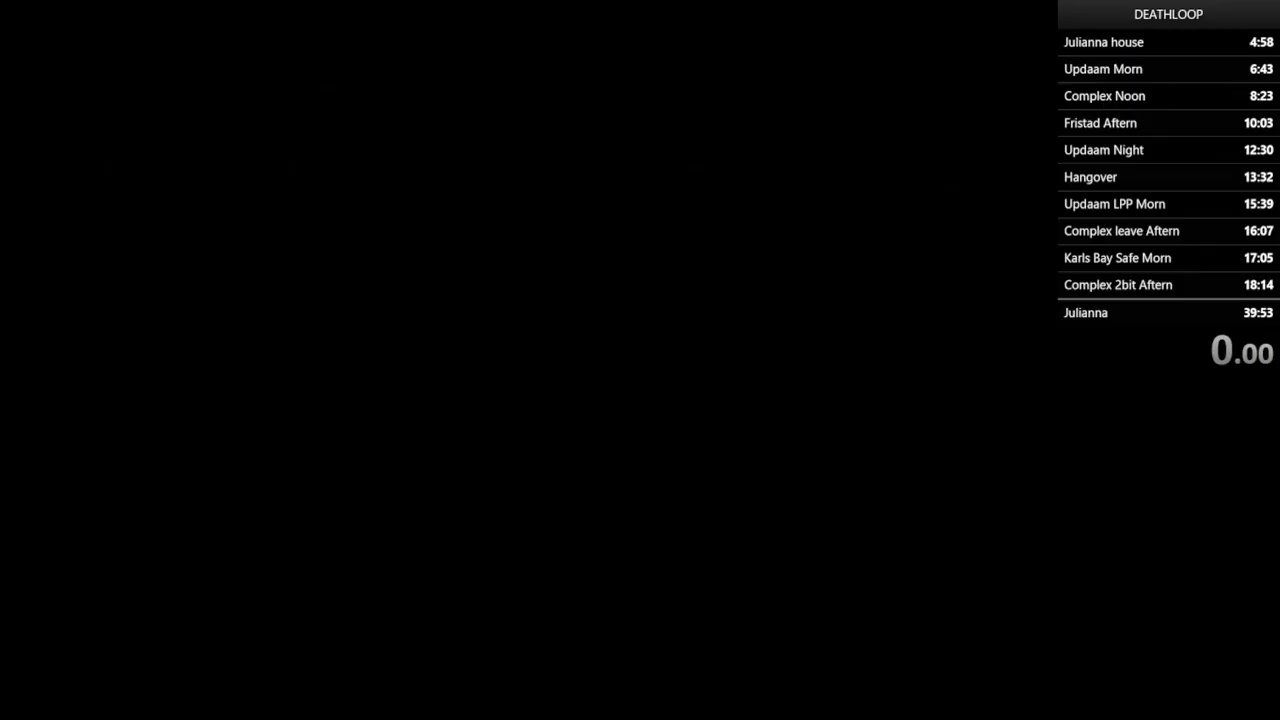 DEATHLOOP
Julianna house 4:58
Updaam Morn 6:43
Complex Noon 8:23
Fristad Aftern 10:03
Updaam Night 12:30
Hangover 13:32
Updaam LPP Morn 15:39
Complex leave Aftern 16:07
Karls Bay Safe Morn 17:05
Complex 2bit Aftern 18:14
Julianna 39:53
0.00